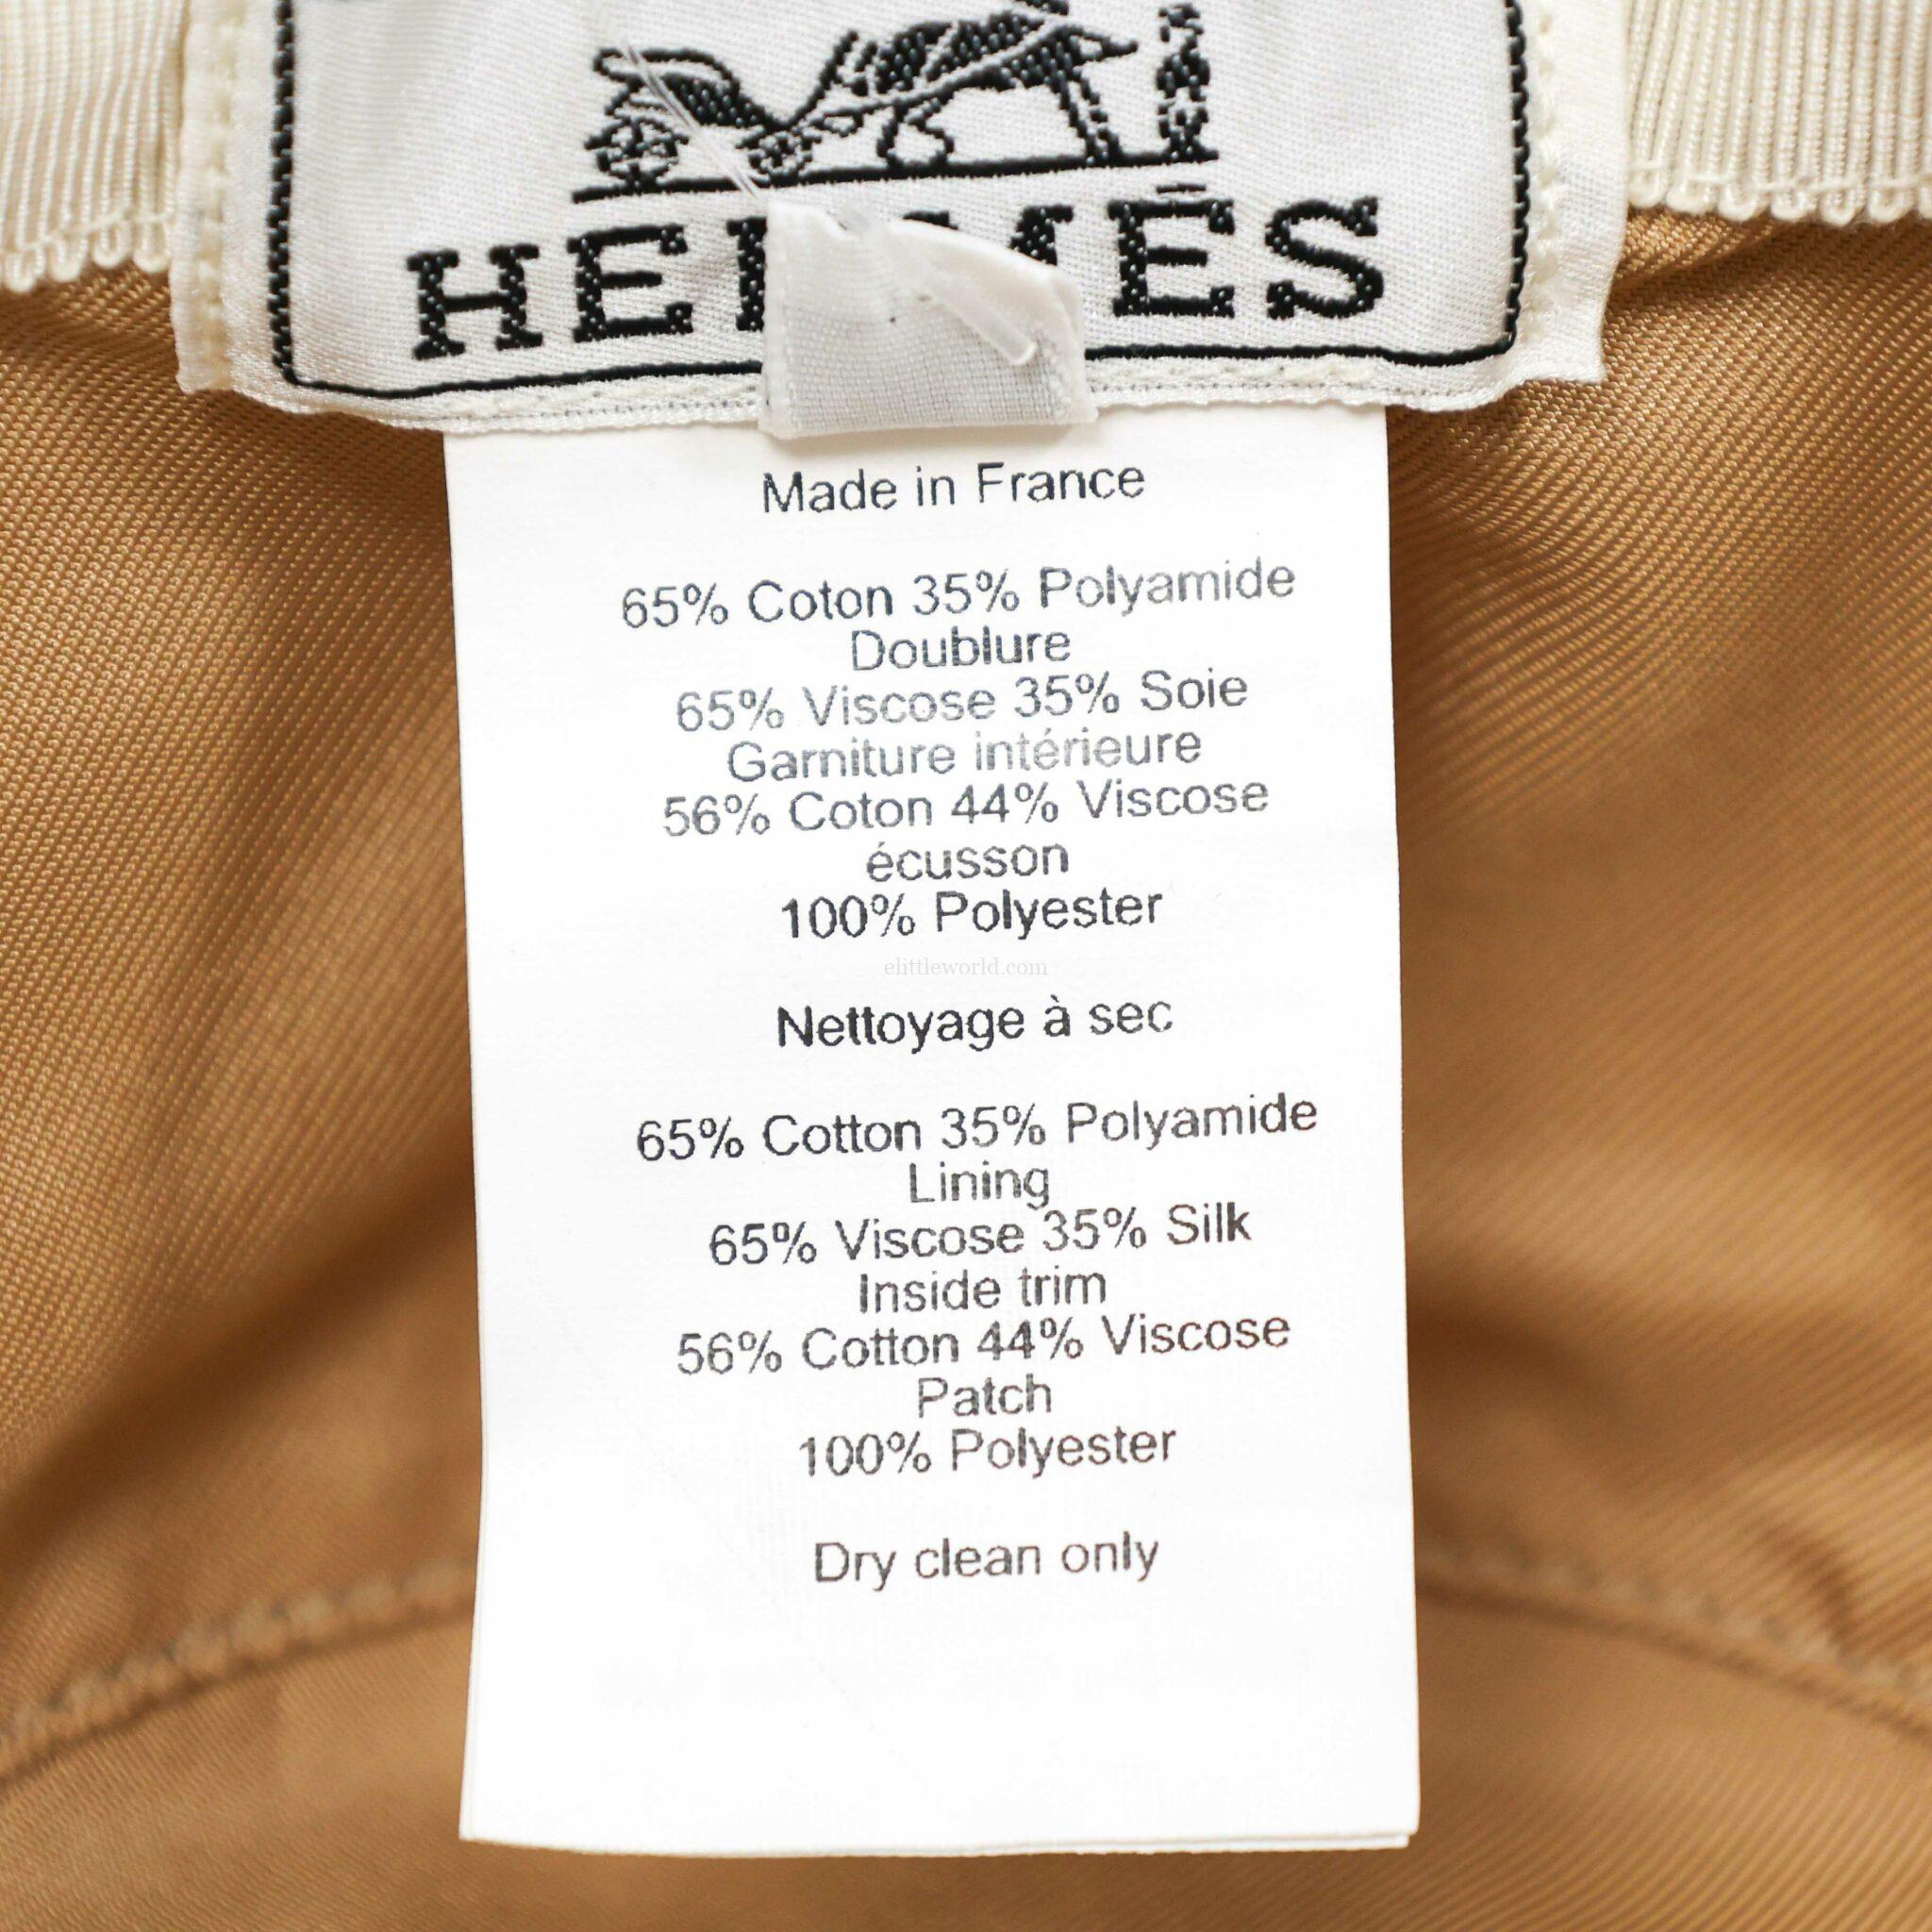 Made in France
65% Coton 35% Polyamide
Doublure
65% Viscose 35% Soie
Garniture intérieure
56% Coton 44% Viscose
écusson
100% Polyester
elittleworld.com
Nettoyage à sec
65% Cotton 35% Polyamide
Lining
65% Viscose 35% Silk
Inside trim
56% Cotton 44% Viscose
Patch
100% Polyester
Dry clean only